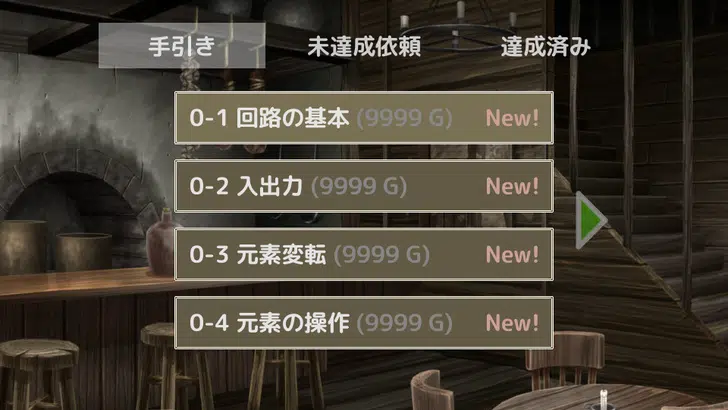 手引き 未達成依頼 達成済み
0-1 回路の基本 (9999 G) New!
0-2 入出力 (9999 G) New!
0-3 元素変転 (9999 G) New!
0-4 元素の操作 (9999 G) New!